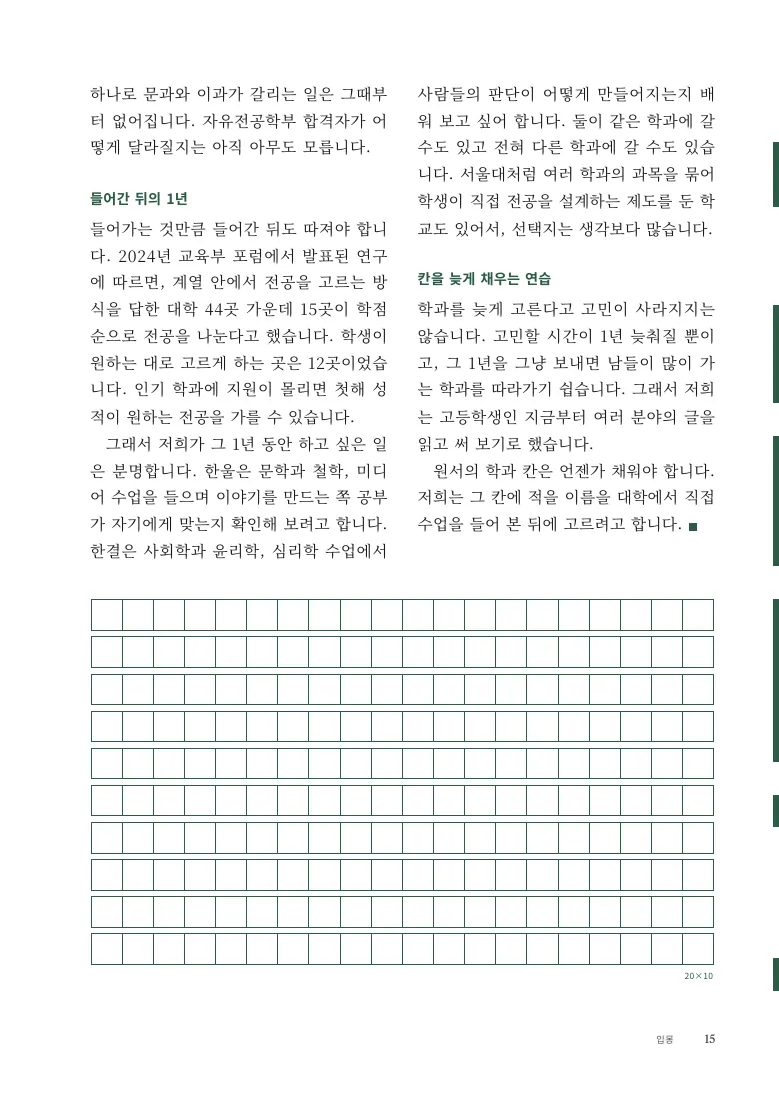 하나로 문과와 이과가 갈리는 일은 그때부
터 없어집니다. 자유전공학부 합격자가 어
떻게 달라질지는 아직 아무도 모릅니다.
들어간 뒤의 1년
들어가는 것만큼 들어간 뒤도 따져야 합니
다. 2024년 교육부 포럼에서 발표된 연구
에 따르면, 계열 안에서 전공을 고르는 방
식을 답한 대학 44곳 가운데 15곳이 학점
순으로 전공을 나눈다고 했습니다. 학생이
원하는 대로 고르게 하는 곳은 12곳이었습
니다. 인기 학과에 지원이 몰리면 첫해 성
적이 원하는 전공을 가를 수 있습니다.
그래서 저희가 그 1년 동안 하고 싶은 일
은 분명합니다. 한울은 문학과 철학, 미디
어 수업을 들으며 이야기를 만드는 쪽 공부
가 자기에게 맞는지 확인해 보려고 합니다.
한결은 사회학과 윤리학, 심리학 수업에서
사람들의 판단이 어떻게 만들어지는지 배
워 보고 싶어 합니다. 둘이 같은 학과에 갈
수도 있고 전혀 다른 학과에 갈 수도 있습
니다. 서울대처럼 여러 학과의 과목을 묶어
학생이 직접 전공을 설계하는 제도를 둔 학
교도 있어서, 선택지는 생각보다 많습니다.
칸을 늦게 채우는 연습
학과를 늦게 고른다고 고민이 사라지지는
않습니다. 고민할 시간이 1년 늦춰질 뿐이
고, 그 1년을 그냥 보내면 남들이 많이 가
는 학과를 따라가기 쉽습니다. 그래서 저희
는 고등학생인 지금부터 여러 분야의 글을
읽고 써 보기로 했습니다.
원서의 학과 칸은 언젠가 채워야 합니다.
저희는 그 칸에 적을 이름을 대학에서 직접
수업을 들어 본 뒤에 고르려고 합니다. ■
20×10
입몽 15